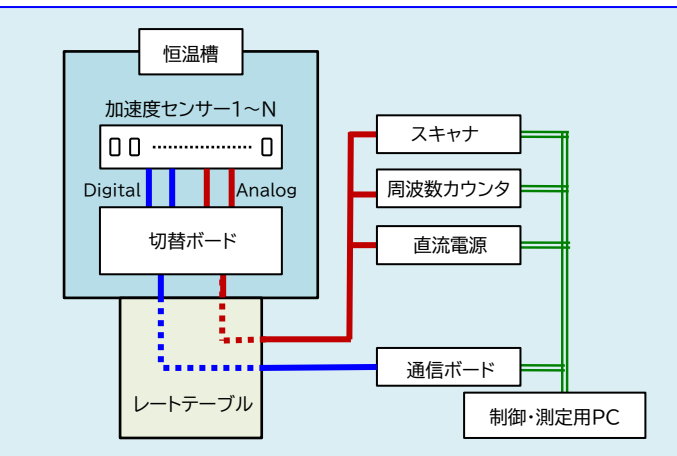 恒温槽
加速度センサー1～N
Digital
Analog
切替ボード
レートテーブル
スキャナ
周波数カウンタ
直流電源
通信ボード
制御・測定用PC